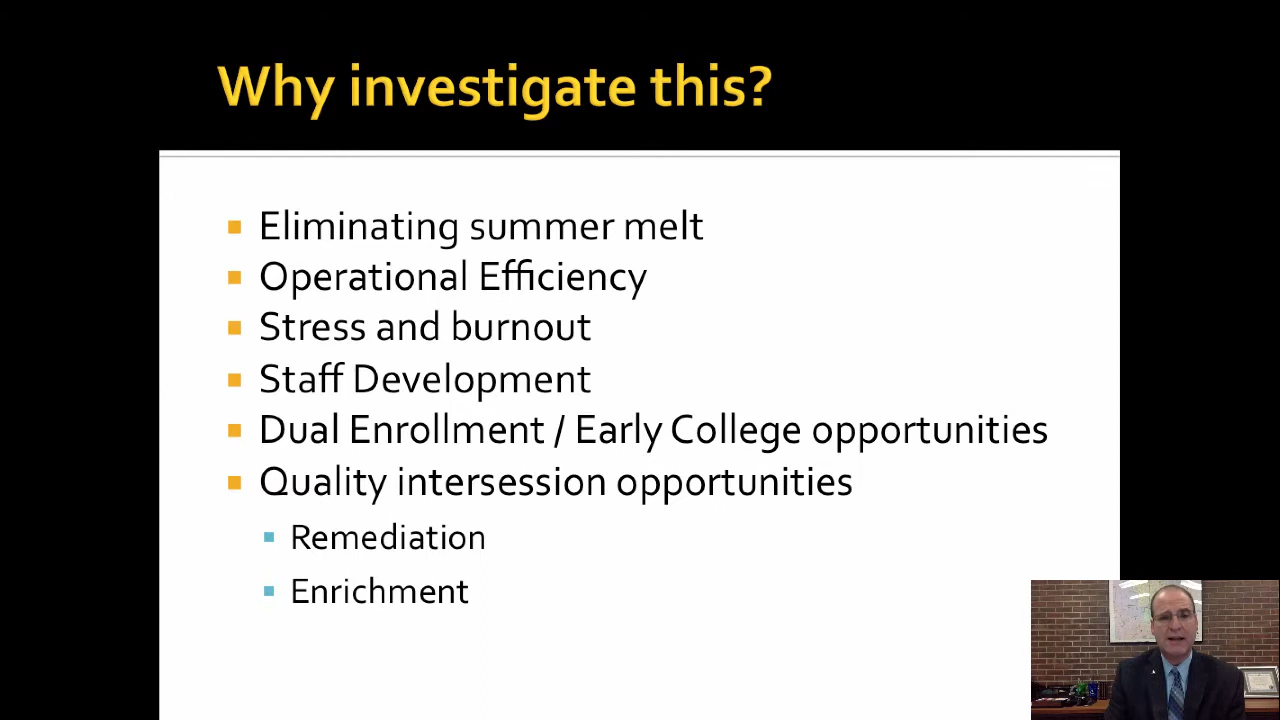 Why investigate this?
Eliminating summer melt
Operational Efficiency
Stress and burnout
Staff Development
Dual Enrollment / Early College opportunities
Quality intersession opportunities
Remediation
Enrichment